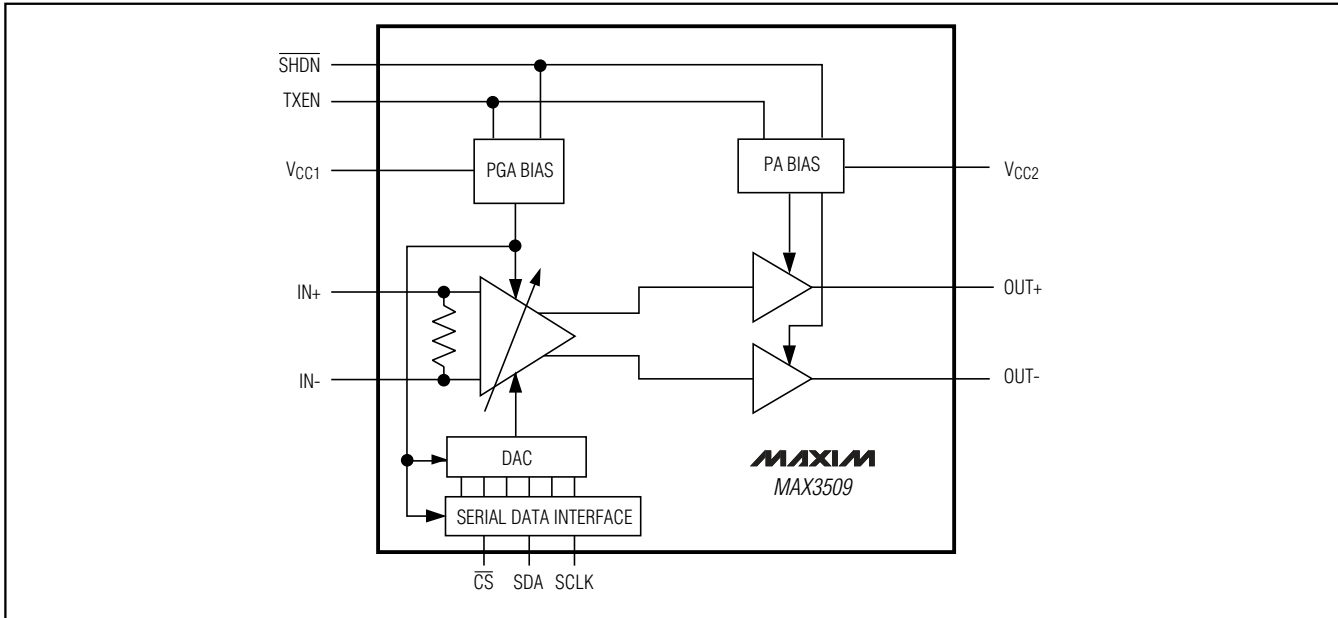 SHDN
TXEN
VCC1
PGA BIAS
PA BIAS
VCC2
IN+
OUT+
IN-
OUT-
DAC
MAXIM
MAX3509
SERIAL DATA INTERFACE
CS SDA SCLK